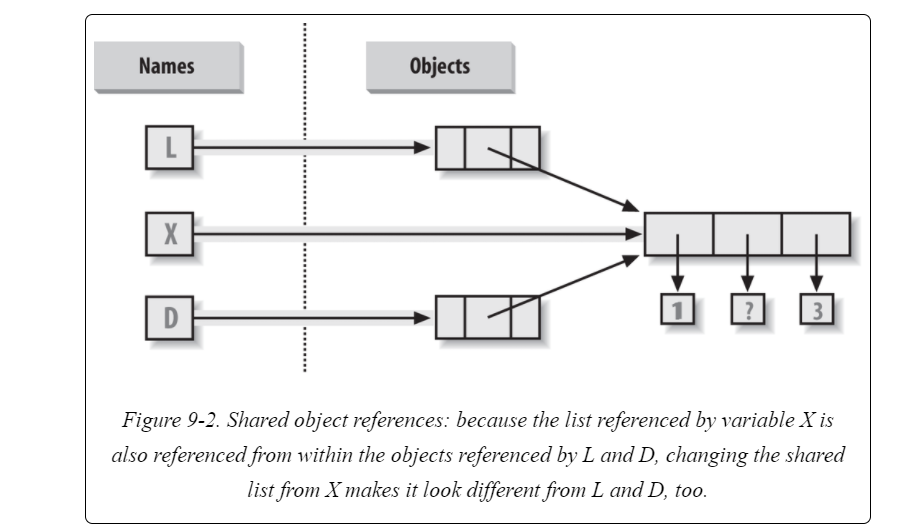 Names
Objects
L
X
D
1
?
3
Figure 9-2. Shared object references: because the list referenced by variable X is
also referenced from within the objects referenced by L and D, changing the shared
list from X makes it look different from L and D, too.